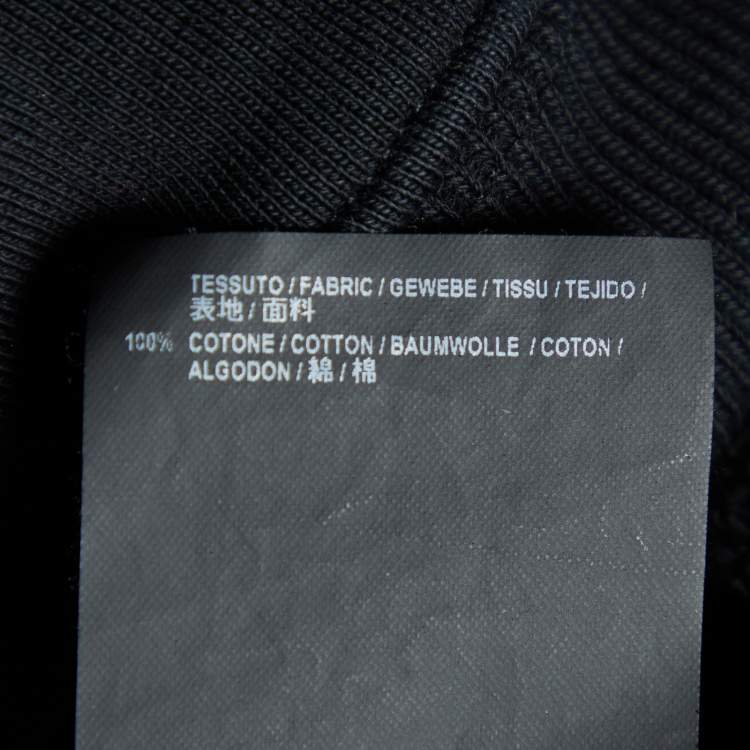 TESSUTO / FABRIC / GEWEBE / TISSU / TEJIDO /
表地 / 面料
100% COTONE / COTTON / BAUMWOLLE / COTON /
ALGODON / 綿 / 棉